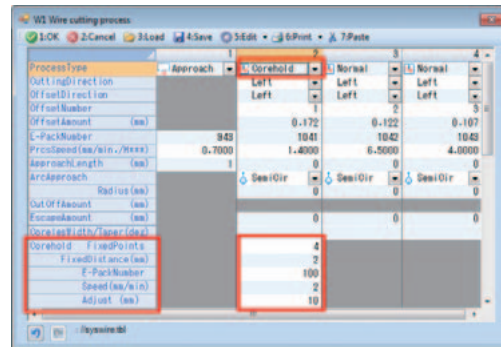 W1 Wire cutting process
1:OK 2:Cancel 3:Load 4:Save 5:Edit 6:Print 7:Paste
1 2 3 4
ProcessType Approach Corehold Normal Normal
CuttingDirection Left Left Left
OffsetDirection Left Left Left
OffsetNumber 1 2 3
OffsetAmount (mm) 0.172 0.122 0.107
E-PackNumber 943 1041 1042 1043
PrcsSpeed(mm/min./M***) 0.7000 1.4000 6.5000 4.0000
ApproachLength (mm) 1 0 0 0
ArcApproach SemiCir SemiCir SemiCir
Radius(mm) 0 0 0
CutOffAmount (mm)
EscapeAmount (mm) 0 0 0
CorelesWidth/Taper(deg)
Corehold FixedPoints 4
FixedDistance(mm) 2
E-PackNumber 100
Speed(mm/min) 2
Adjust (mm) 10
://syswire.tbl